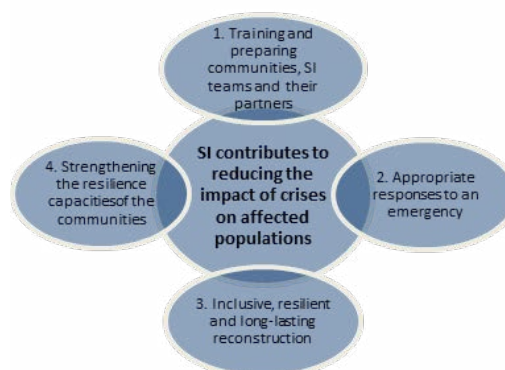 1. Training and
preparing
communities, SI
teams and their
partners
SI contributes to
reducing the
impact of crises
on affected
populations
2. Appropriate
responses to an
emergency
3. Inclusive, resilient
and long-lasting
reconstruction
4. Strengthening
the resilience
capacitiesof the
communities